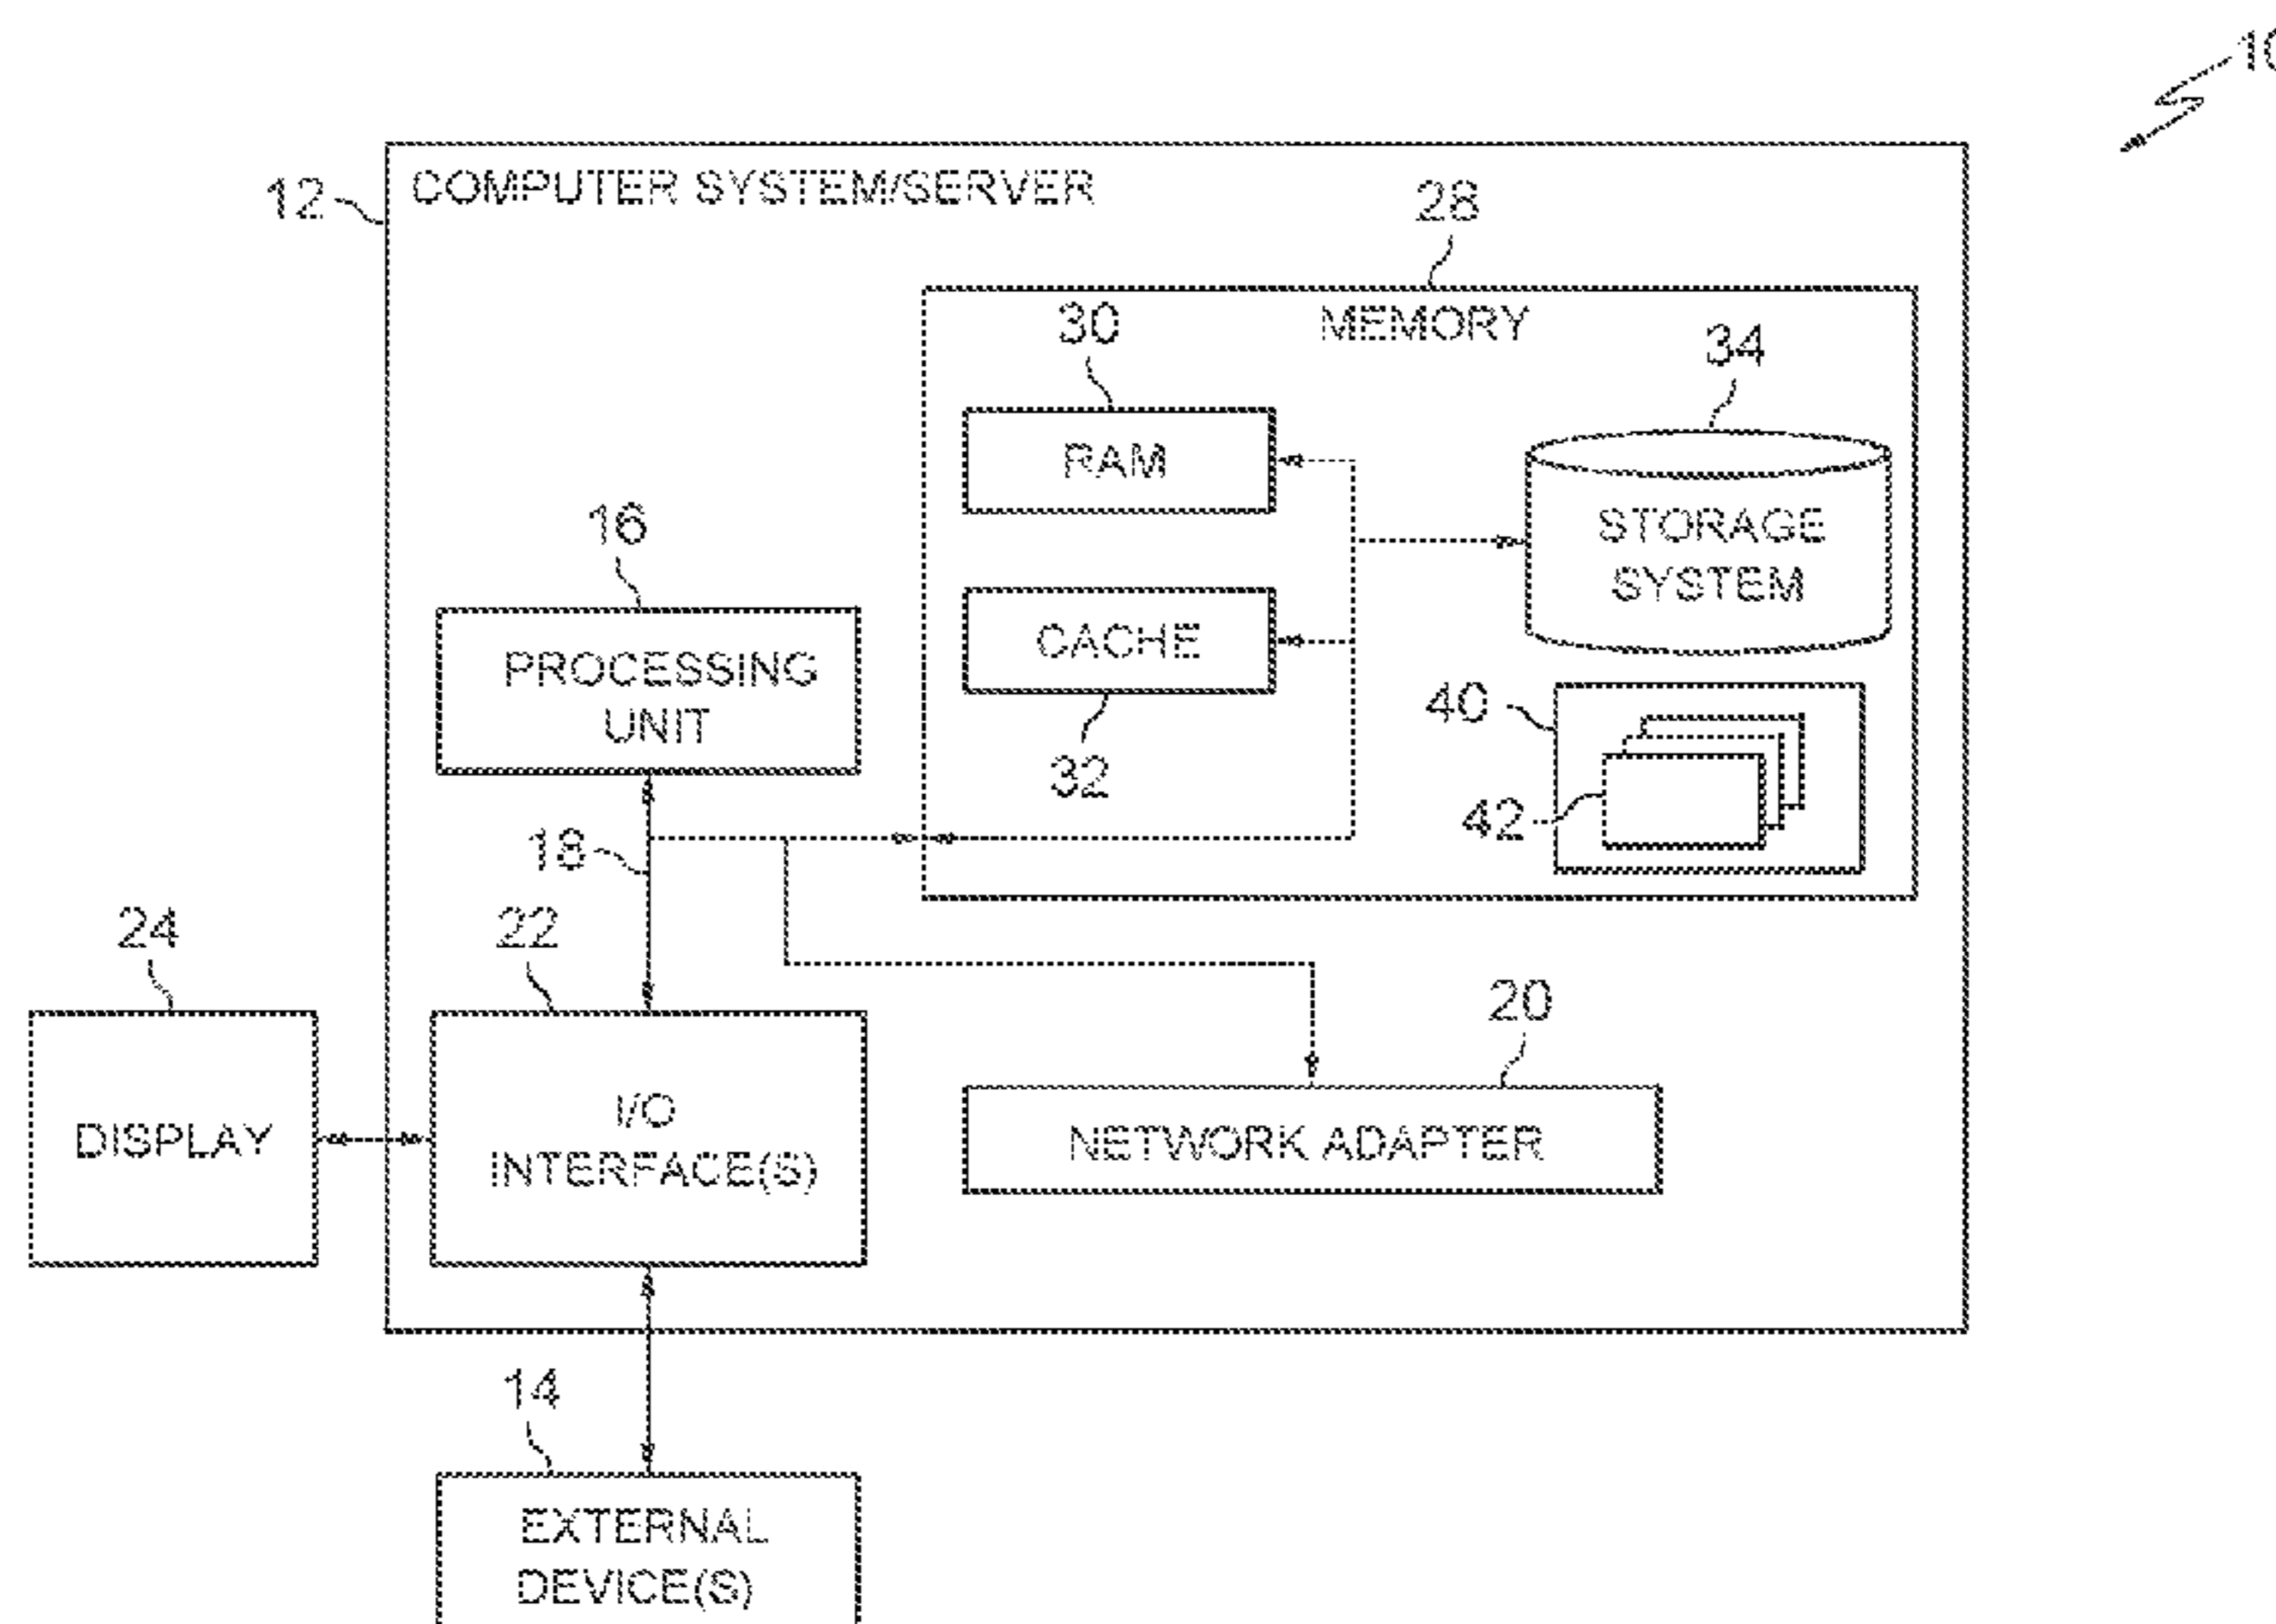 10
12
COMPUTER SYSTEM/SERVER
28
MEMORY
30
34
RAM
STORAGE
SYSTEM
16
CACHE
PROCESSING
UNIT
32
40
42
18
24
22
20
DISPLAY
I/O
INTERFACE(S)
NETWORK ADAPTER
14
EXTERNAL
DEVICE(S)